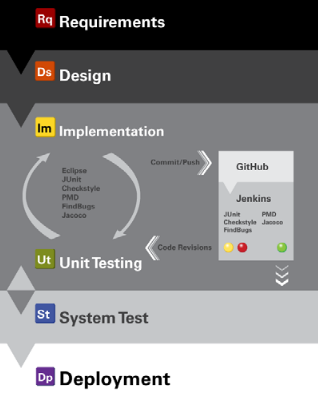 Rq Requirements
Ds Design
Im Implementation
Eclipse
JUnit
Checkstyle
PMD
FindBugs
Jacoco
Commit/Push
GitHub
Jenkins
JUnit PMD
Checkstyle Jacoco
FindBugs
Code Revisions
Ut Unit Testing
St System Test
Dp Deployment